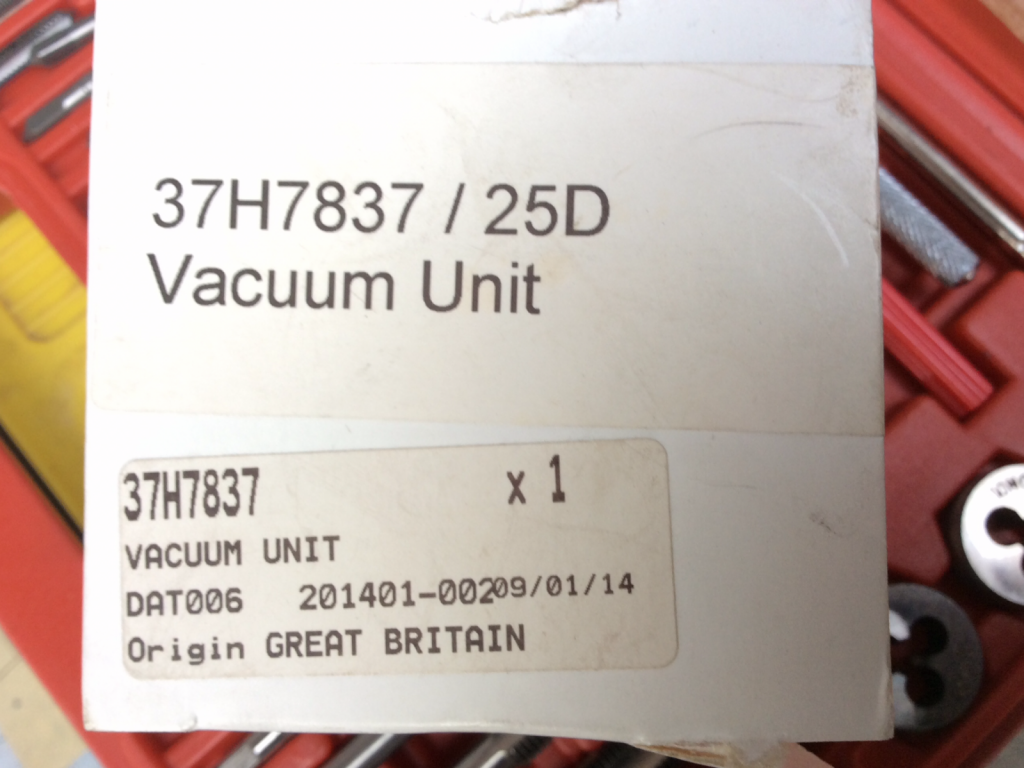 37H7837 / 25D
Vacuum Unit
37H7837 x 1
VACUUM UNIT
DAT006 201401-00209/01/14
Origin GREAT BRITAIN